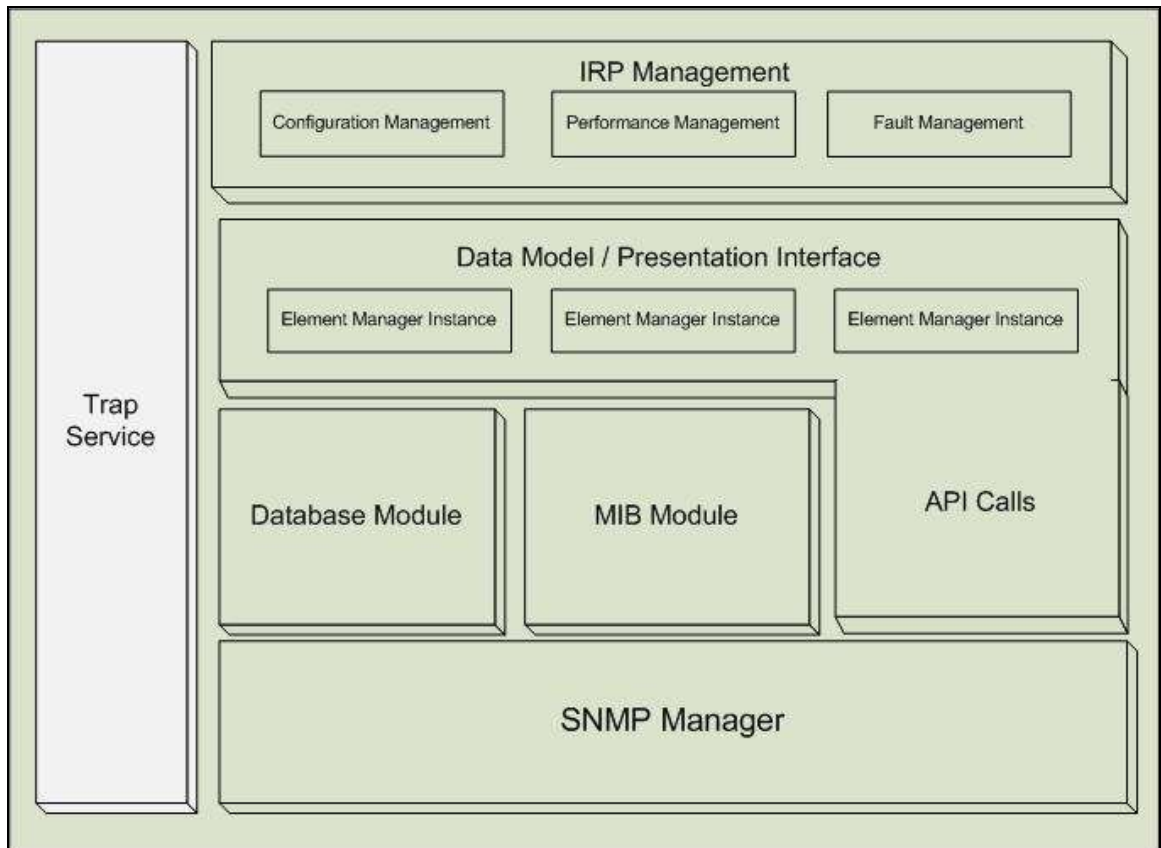 IRP Management
Configuration Management
Performance Management
Fault Management
Data Model / Presentation Interface
Element Manager Instance
Element Manager Instance
Element Manager Instance
Trap
Service
Database Module
MIB Module
API Calls
SNMP Manager